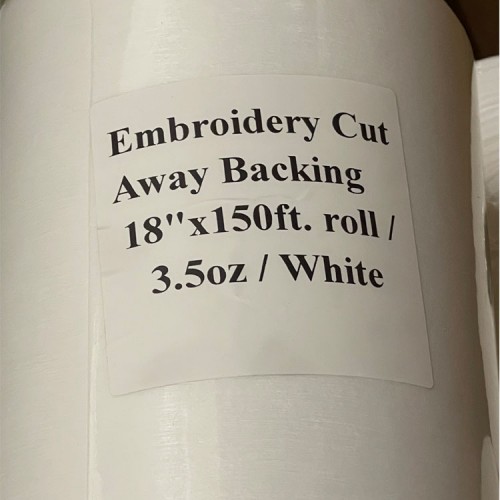 Embroidery Cut
Away Backing
18"x150ft. roll /
3.5oz / White